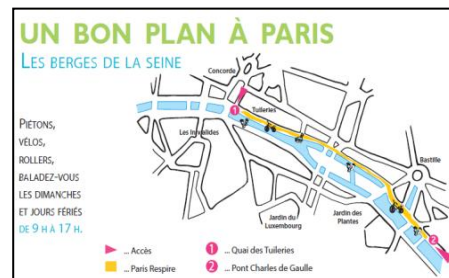 UN BON PLAN À PARIS
LES BERGES DE LA SEINE
Concorde
Tuileries
Les Invalides
Bastille
Jardin du
Luxembourg
Jardin des
Plantes
PIÉTONS,
VÉLOS,
ROLLERS,
BALADEZ-VOUS
LES DIMANCHES
ET JOURS FÉRIÉS
DE 9 H À 17 H.
1
2
... Accès
1 ... Quai des Tuileries
... Paris Respire
2 ... Pont Charles de Gaulle